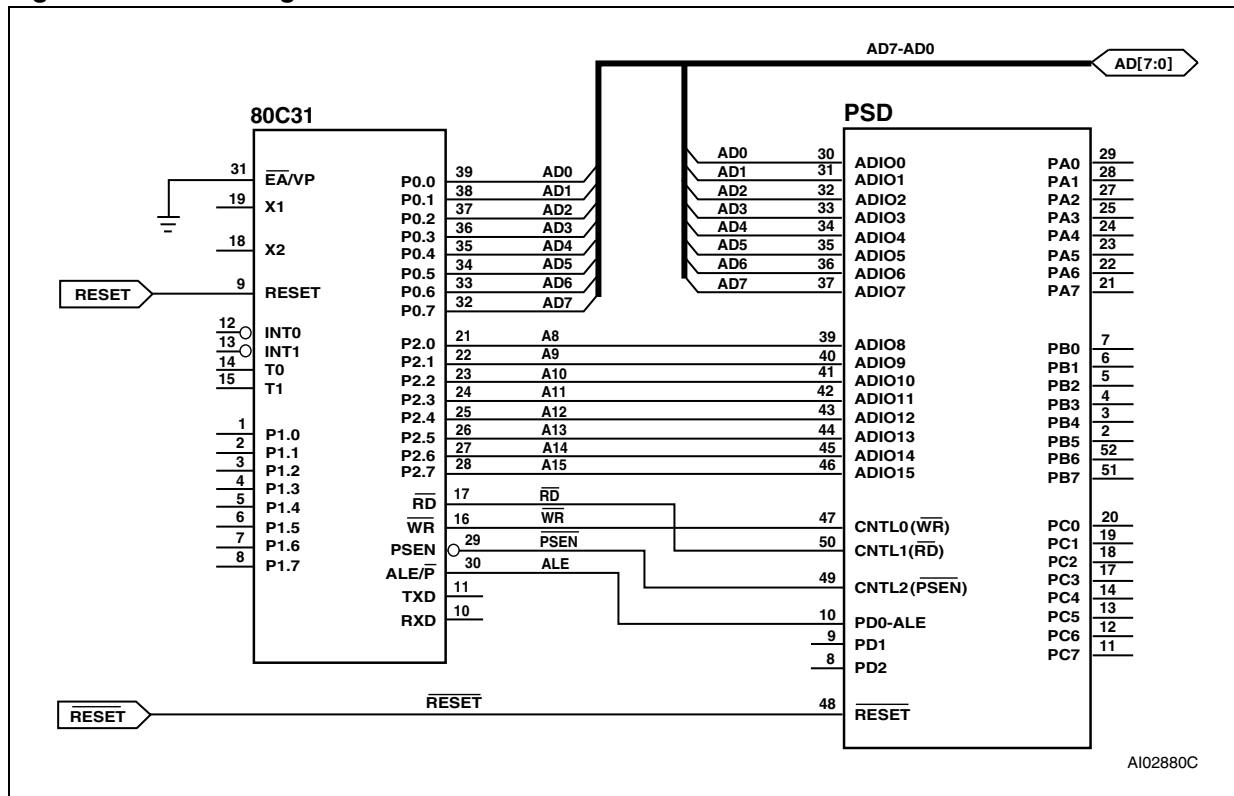 AD7-AD0
AD[7:0]
80C31
PSD
31 EA/VP
19 X1
18 X2
RESET 9 RESET
12 INT0
13 INT1
14 T0
15 T1
1 P1.0
2 P1.1
3 P1.2
4 P1.3
5 P1.4
6 P1.5
7 P1.6
8 P1.7
P0.0 39 AD0
P0.1 38 AD1
P0.2 37 AD2
P0.3 36 AD3
P0.4 35 AD4
P0.5 34 AD5
P0.6 33 AD6
P0.7 32 AD7
P2.0 21 A8
P2.1 22 A9
P2.2 23 A10
P2.3 24 A11
P2.4 25 A12
P2.5 26 A13
P2.6 27 A14
P2.7 28 A15
RD 17 RD
WR 16 WR
PSEN 29 PSEN
ALE/P 30 ALE
TXD 11
RXD 10
AD0 30 ADIO0
AD1 31 ADIO1
AD2 32 ADIO2
AD3 33 ADIO3
AD4 34 ADIO4
AD5 35 ADIO5
AD6 36 ADIO6
AD7 37 ADIO7
39 ADIO8
40 ADIO9
41 ADIO10
42 ADIO11
43 ADIO12
44 ADIO13
45 ADIO14
46 ADIO15
47 CNTL0(WR)
50 CNTL1(RD)
49 CNTL2(PSEN)
10 PD0-ALE
9 PD1
8 PD2
RESET RESET 48 RESET
PA0 29
PA1 28
PA2 27
PA3 25
PA4 24
PA5 23
PA6 22
PA7 21
PB0 7
PB1 6
PB2 5
PB3 4
PB4 3
PB5 2
PB6 52
PB7 51
PC0 20
PC1 19
PC2 18
PC3 17
PC4 14
PC5 13
PC6 12
PC7 11
AI02880C